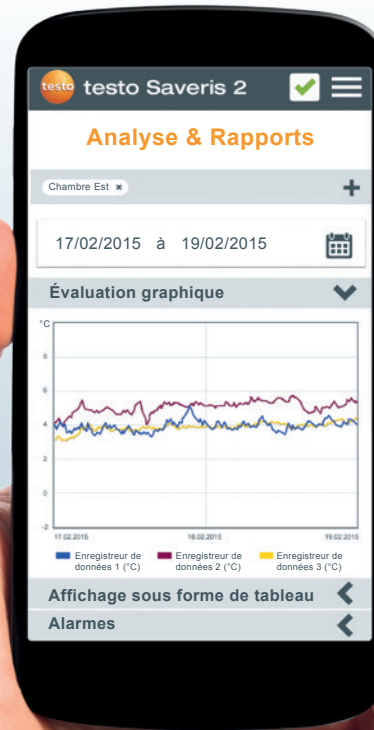 testo testo Saveris 2
Analyse & Rapports
Chambre Est ×
17/02/2015 à 19/02/2015
Évaluation graphique
°C
8
6
4
2
0
-2
17.02.2015 18.02.2015 19.02.2015
Enregistreur de données 1 (°C)
Enregistreur de données 2 (°C)
Enregistreur de données 3 (°C)
Affichage sous forme de tableau
Alarmes